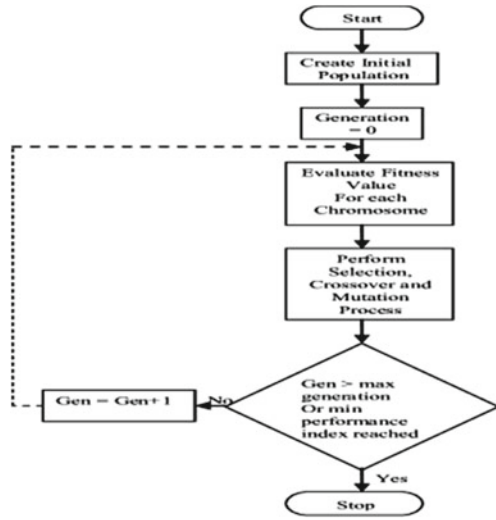 Start
Create Initial
Population
Generation
= 0
Evaluate Fitness
Value
For each
Chromosome
Perform
Selection,
Crossover and
Mutation
Process
Gen > max
generation
Or min
performance
index reached
No
Gen = Gen+1
Yes
Stop